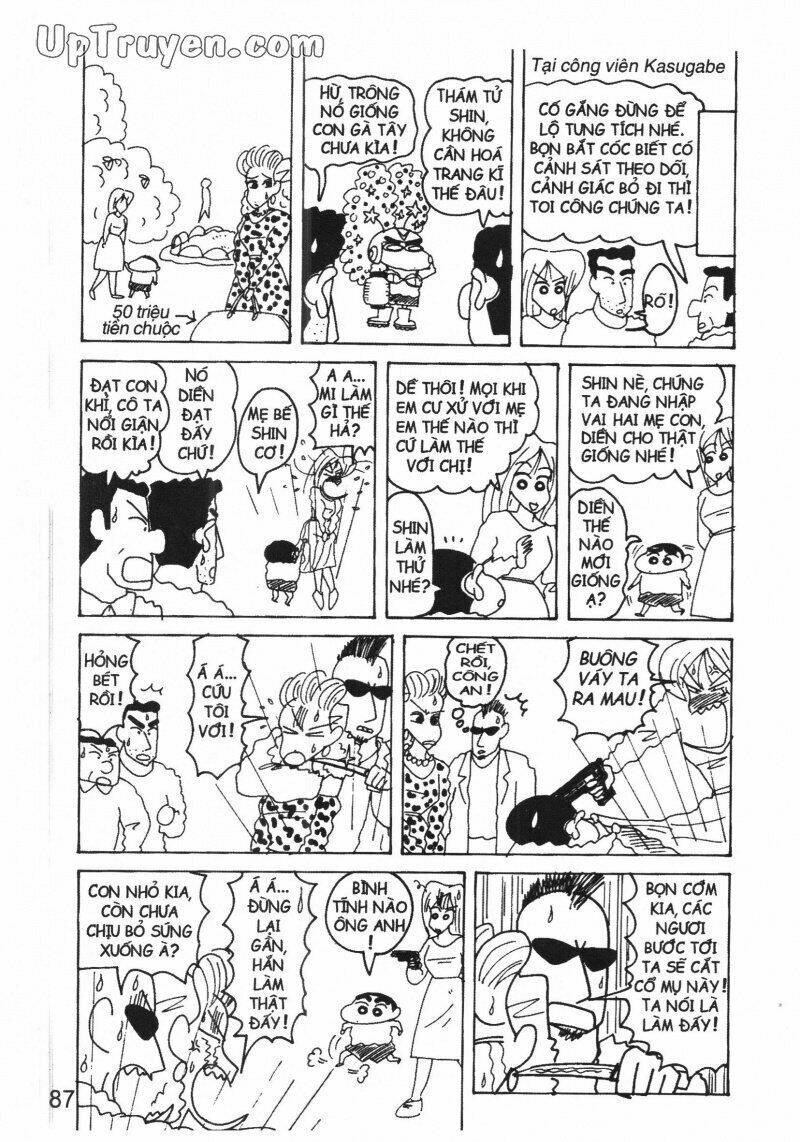 UpTruyen.com
Tại công viên Kasugabe
CỐ GẮNG ĐỪNG ĐỂ
LỘ TUNG TÍCH NHÉ.
BỌN BẮT CÓC BIẾT CÓ
CẢNH SÁT THEO DÕI,
CẢNH GIÁC BỎ ĐI THÌ
TOI CÔNG CHÚNG TA!
RÕ!
THÁM TỬ
SHIN,
KHÔNG
CẦN HOÁ
TRANG KĨ
THẾ ĐÂU!
HỪ, TRÔNG
NÓ GIỐNG
CON GÀ TÂY
CHƯA KÌA!
50 triệu
tiền chuộc
SHIN NÈ, CHÚNG
TA ĐANG NHẬP
VAI HAI MẸ CON,
DIỄN CHO THẬT
GIỐNG NHÉ!
DIỄN
THẾ
NÀO
MỚI
GIỐNG
Ạ?
DỄ THÔI! MỌI KHI
EM CƯ XỬ VỚI MẸ
EM THẾ NÀO THÌ
CỨ LÀM THẾ
VỚI CHỊ!
SHIN
LÀM
THỬ
NHÉ?
Á Á...
MI LÀM
GÌ THẾ
HẢ?
MẸ BÉ
SHIN
CƠ!
NÓ
DIỄN
ĐẠT
ĐẤY
CHỨ!
ĐẠT CON
KHỈ, CÔ TA
NỔI GIẬN
RỒI KÌA!
BUÔNG
VÁY TA
RA MAU!
CHẾT
RỒI,
CÔNG
AN!
Á Á...
CỨU
TÔI
VỚI!
HỎNG
BÉT
RỒI!
BỌN CỚM
KIA, CÁC
NGƯƠI
BƯỚC TỚI
TA SẼ CẮT
CỔ MỤ NÀY!
TA NÓI LÀ
LÀM ĐẤY!
BÌNH
TĨNH NÀO
ÔNG ANH
!
Á Á...
ĐỪNG
LẠI
GẦN,
HẮN
LÀM
THẬT
ĐẤY!
CON NHỎ KIA,
CÒN CHƯA
CHỊU BỎ SÚNG
XUỐNG À?
87